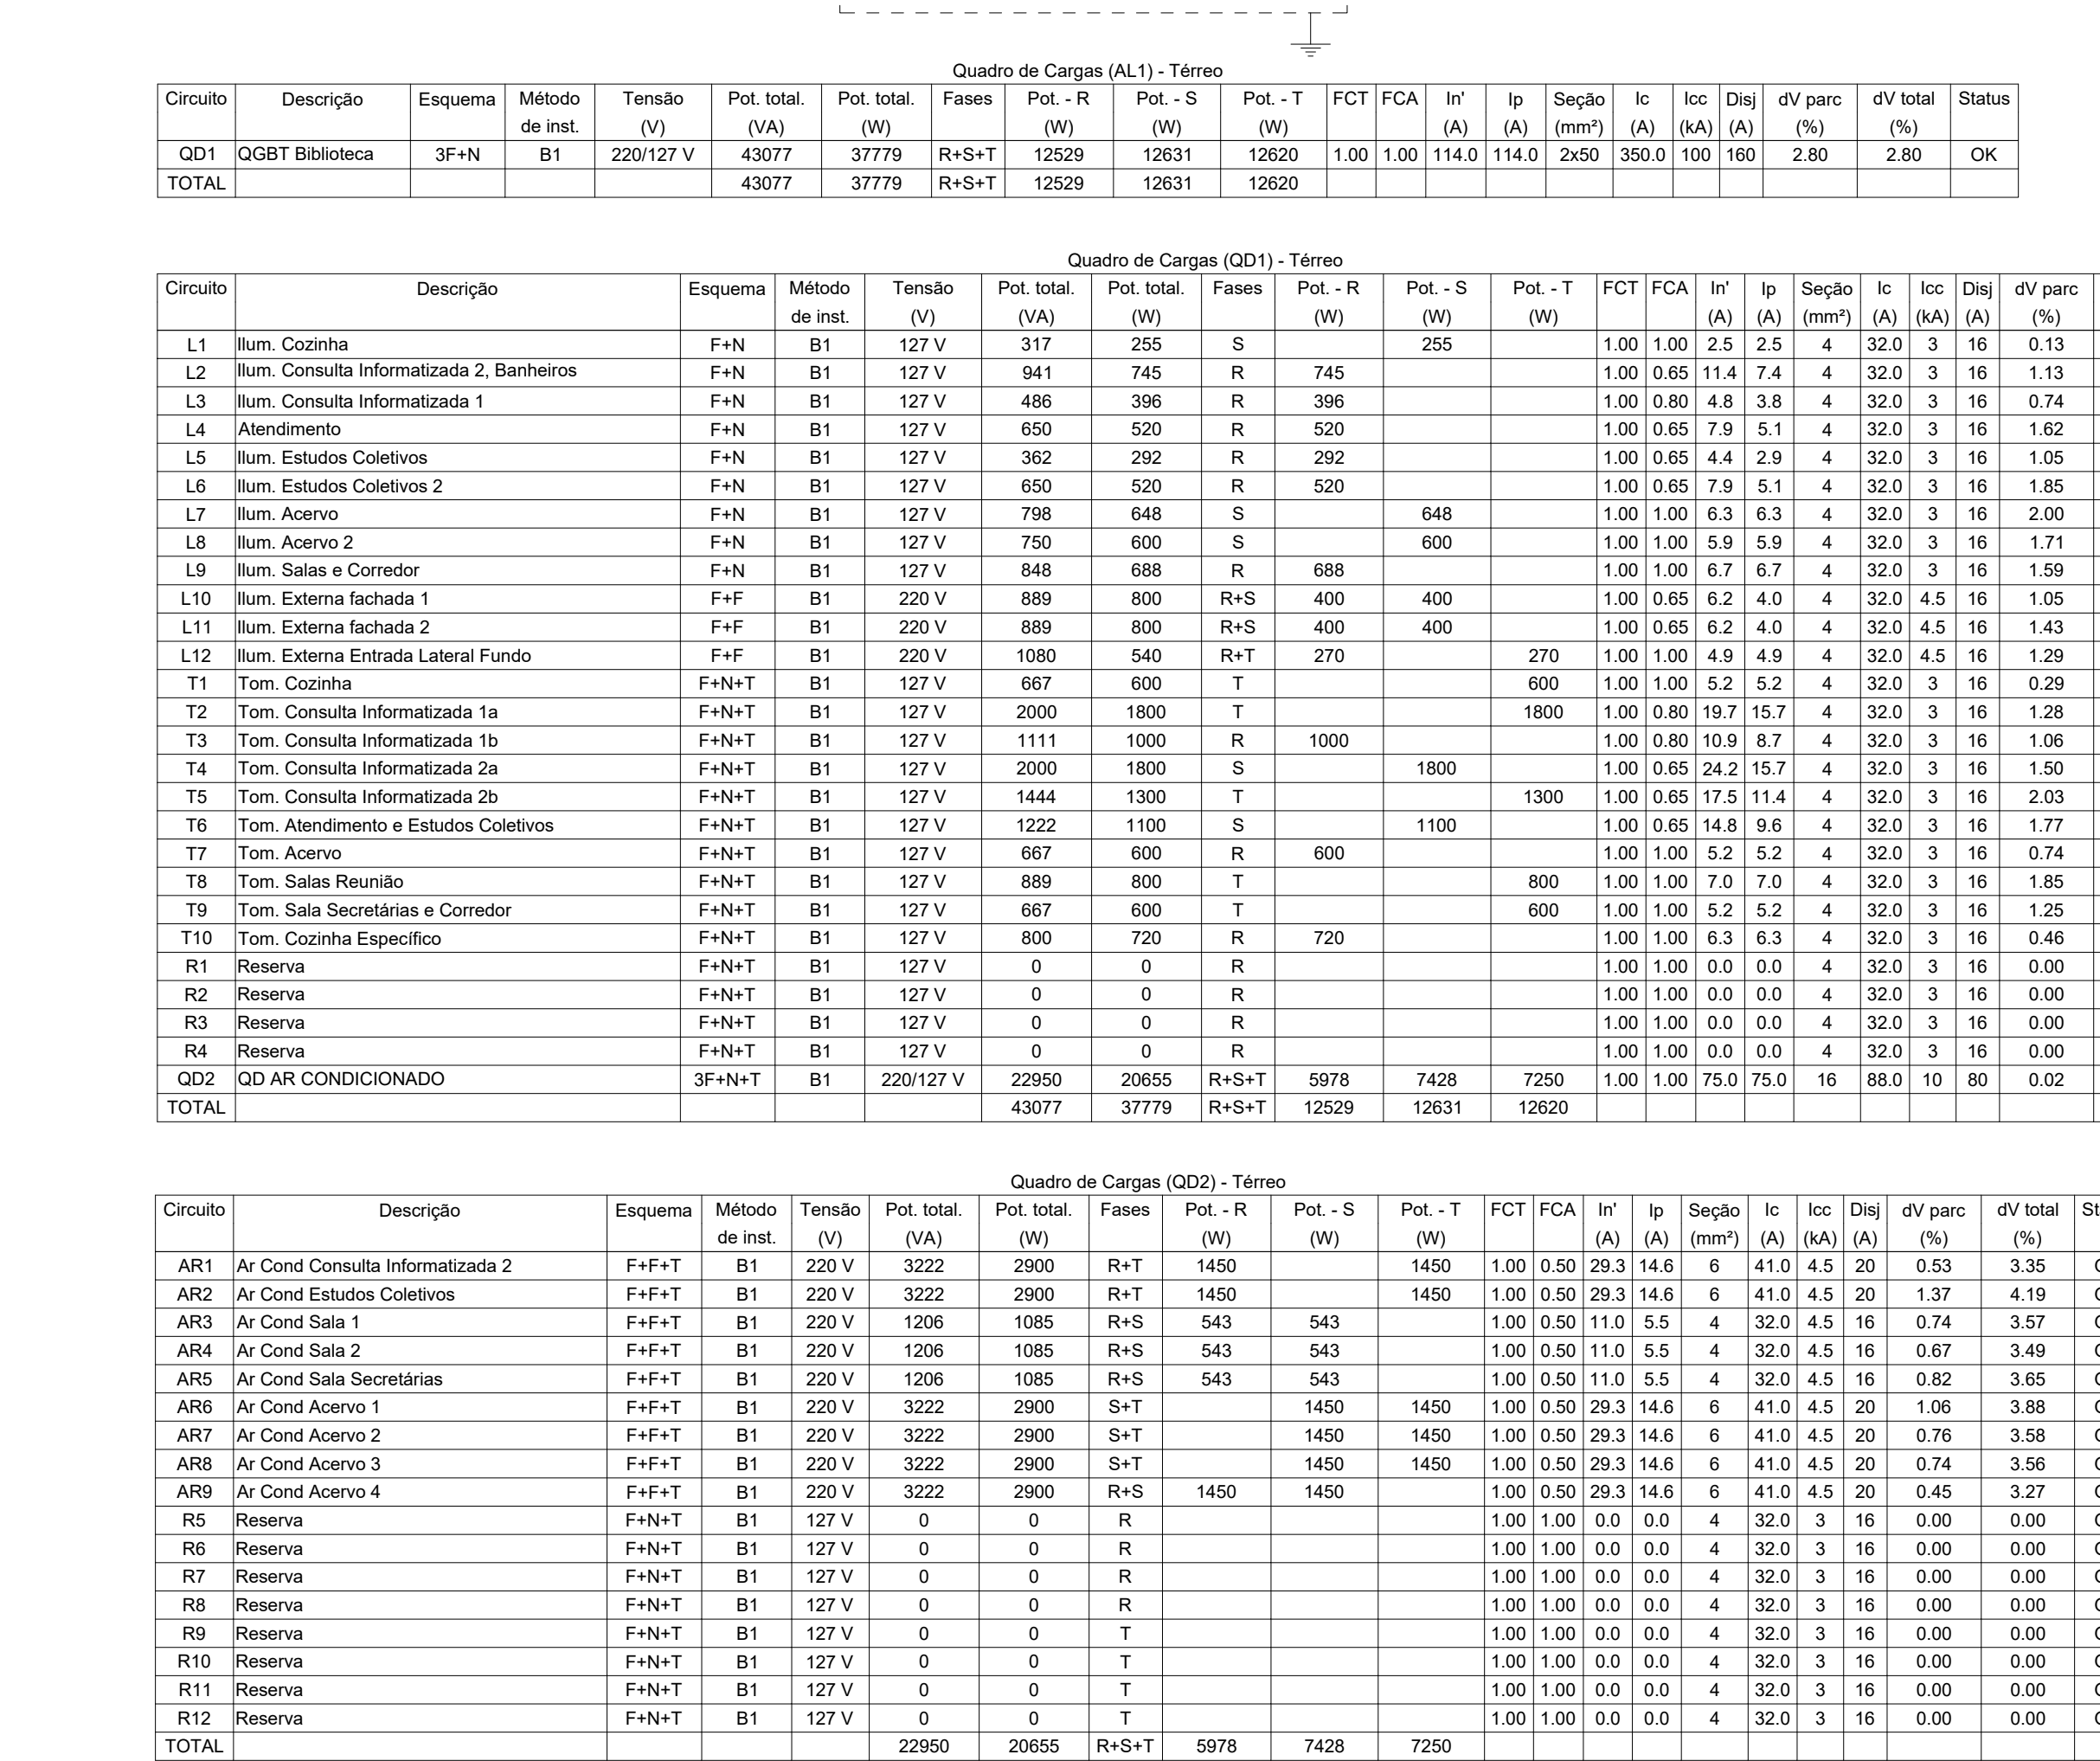 Quadro de Cargas (AL1) - Térreo
Circuito Descrição Esquema Método Tensão Pot. total. Pot. total. Fases Pot. - R Pot. - S Pot. - T FCT FCA In' Ip Seção Ic Icc Disj dV parc dV total Status
de inst. (V) (VA) (W) (W) (W) (W) (A) (A) (mm²) (A) (kA) (A) (%) (%)
QD1 QGBT Biblioteca 3F+N B1 220/127 V 43077 37779 R+S+T 12529 12631 12620 1.00 1.00 114.0 114.0 2x50 350.0 100 160 2.80 2.80 OK
TOTAL 43077 37779 R+S+T 12529 12631 12620
Quadro de Cargas (QD1) - Térreo
Circuito Descrição Esquema Método Tensão Pot. total. Pot. total. Fases Pot. - R Pot. - S Pot. - T FCT FCA In' Ip Seção Ic Icc Disj dV parc
de inst. (V) (VA) (W) (W) (W) (W) (A) (A) (mm²) (A) (kA) (A) (%)
L1 Ilum. Cozinha F+N B1 127 V 317 255 S 255 1.00 1.00 2.5 2.5 4 32.0 3 16 0.13
L2 Ilum. Consulta Informatizada 2, Banheiros F+N B1 127 V 941 745 R 745 1.00 0.65 11.4 7.4 4 32.0 3 16 1.13
L3 Ilum. Consulta Informatizada 1 F+N B1 127 V 486 396 R 396 1.00 0.80 4.8 3.8 4 32.0 3 16 0.74
L4 Atendimento F+N B1 127 V 650 520 R 520 1.00 0.65 7.9 5.1 4 32.0 3 16 1.62
L5 Ilum. Estudos Coletivos F+N B1 127 V 362 292 R 292 1.00 0.65 4.4 2.9 4 32.0 3 16 1.05
L6 Ilum. Estudos Coletivos 2 F+N B1 127 V 650 520 R 520 1.00 0.65 7.9 5.1 4 32.0 3 16 1.85
L7 Ilum. Acervo F+N B1 127 V 798 648 S 648 1.00 1.00 6.3 6.3 4 32.0 3 16 2.00
L8 Ilum. Acervo 2 F+N B1 127 V 750 600 S 600 1.00 1.00 5.9 5.9 4 32.0 3 16 1.71
L9 Ilum. Salas e Corredor F+N B1 127 V 848 688 R 688 1.00 1.00 6.7 6.7 4 32.0 3 16 1.59
L10 Ilum. Externa fachada 1 F+F B1 220 V 889 800 R+S 400 400 1.00 0.65 6.2 4.0 4 32.0 4.5 16 1.05
L11 Ilum. Externa fachada 2 F+F B1 220 V 889 800 R+S 400 400 1.00 0.65 6.2 4.0 4 32.0 4.5 16 1.43
L12 Ilum. Externa Entrada Lateral Fundo F+F B1 220 V 1080 540 R+T 270 270 1.00 1.00 4.9 4.9 4 32.0 4.5 16 1.29
T1 Tom. Cozinha F+N+T B1 127 V 667 600 T 600 1.00 1.00 5.2 5.2 4 32.0 3 16 0.29
T2 Tom. Consulta Informatizada 1a F+N+T B1 127 V 2000 1800 T 1800 1.00 0.80 19.7 15.7 4 32.0 3 16 1.28
T3 Tom. Consulta Informatizada 1b F+N+T B1 127 V 1111 1000 R 1000 1.00 0.80 10.9 8.7 4 32.0 3 16 1.06
T4 Tom. Consulta Informatizada 2a F+N+T B1 127 V 2000 1800 S 1800 1.00 0.65 24.2 15.7 4 32.0 3 16 1.50
T5 Tom. Consulta Informatizada 2b F+N+T B1 127 V 1444 1300 T 1300 1.00 0.65 17.5 11.4 4 32.0 3 16 2.03
T6 Tom. Atendimento e Estudos Coletivos F+N+T B1 127 V 1222 1100 S 1100 1.00 0.65 14.8 9.6 4 32.0 3 16 1.77
T7 Tom. Acervo F+N+T B1 127 V 667 600 R 600 1.00 1.00 5.2 5.2 4 32.0 3 16 0.74
T8 Tom. Salas Reunião F+N+T B1 127 V 889 800 T 800 1.00 1.00 7.0 7.0 4 32.0 3 16 1.85
T9 Tom. Sala Secretárias e Corredor F+N+T B1 127 V 667 600 T 600 1.00 1.00 5.2 5.2 4 32.0 3 16 1.25
T10 Tom. Cozinha Específico F+N+T B1 127 V 800 720 R 720 1.00 1.00 6.3 6.3 4 32.0 3 16 0.46
R1 Reserva F+N+T B1 127 V 0 0 R 1.00 1.00 0.0 0.0 4 32.0 3 16 0.00
R2 Reserva F+N+T B1 127 V 0 0 R 1.00 1.00 0.0 0.0 4 32.0 3 16 0.00
R3 Reserva F+N+T B1 127 V 0 0 R 1.00 1.00 0.0 0.0 4 32.0 3 16 0.00
R4 Reserva F+N+T B1 127 V 0 0 R 1.00 1.00 0.0 0.0 4 32.0 3 16 0.00
QD2 QD AR CONDICIONADO 3F+N+T B1 220/127 V 22950 20655 R+S+T 5978 7428 7250 1.00 1.00 75.0 75.0 16 88.0 10 80 0.02
TOTAL 43077 37779 R+S+T 12529 12631 12620
Quadro de Cargas (QD2) - Térreo
Circuito Descrição Esquema Método Tensão Pot. total. Pot. total. Fases Pot. - R Pot. - S Pot. - T FCT FCA In' Ip Seção Ic Icc Disj dV parc dV total St
de inst. (V) (VA) (W) (W) (W) (W) (A) (A) (mm²) (A) (kA) (A) (%) (%)
AR1 Ar Cond Consulta Informatizada 2 F+F+T B1 220 V 3222 2900 R+T 1450 1450 1.00 0.50 29.3 14.6 6 41.0 4.5 20 0.53 3.35
AR2 Ar Cond Estudos Coletivos F+F+T B1 220 V 3222 2900 R+T 1450 1450 1.00 0.50 29.3 14.6 6 41.0 4.5 20 1.37 4.19
AR3 Ar Cond Sala 1 F+F+T B1 220 V 1206 1085 R+S 543 543 1.00 0.50 11.0 5.5 4 32.0 4.5 16 0.74 3.57
AR4 Ar Cond Sala 2 F+F+T B1 220 V 1206 1085 R+S 543 543 1.00 0.50 11.0 5.5 4 32.0 4.5 16 0.67 3.49
AR5 Ar Cond Sala Secretárias F+F+T B1 220 V 1206 1085 R+S 543 543 1.00 0.50 11.0 5.5 4 32.0 4.5 16 0.82 3.65
AR6 Ar Cond Acervo 1 F+F+T B1 220 V 3222 2900 S+T 1450 1450 1.00 0.50 29.3 14.6 6 41.0 4.5 20 1.06 3.88
AR7 Ar Cond Acervo 2 F+F+T B1 220 V 3222 2900 S+T 1450 1450 1.00 0.50 29.3 14.6 6 41.0 4.5 20 0.76 3.58
AR8 Ar Cond Acervo 3 F+F+T B1 220 V 3222 2900 S+T 1450 1450 1.00 0.50 29.3 14.6 6 41.0 4.5 20 0.74 3.56
AR9 Ar Cond Acervo 4 F+F+T B1 220 V 3222 2900 R+S 1450 1450 1.00 0.50 29.3 14.6 6 41.0 4.5 20 0.45 3.27
R5 Reserva F+N+T B1 127 V 0 0 R 1.00 1.00 0.0 0.0 4 32.0 3 16 0.00 0.00
R6 Reserva F+N+T B1 127 V 0 0 R 1.00 1.00 0.0 0.0 4 32.0 3 16 0.00 0.00
R7 Reserva F+N+T B1 127 V 0 0 R 1.00 1.00 0.0 0.0 4 32.0 3 16 0.00 0.00
R8 Reserva F+N+T B1 127 V 0 0 R 1.00 1.00 0.0 0.0 4 32.0 3 16 0.00 0.00
R9 Reserva F+N+T B1 127 V 0 0 T 1.00 1.00 0.0 0.0 4 32.0 3 16 0.00 0.00
R10 Reserva F+N+T B1 127 V 0 0 T 1.00 1.00 0.0 0.0 4 32.0 3 16 0.00 0.00
R11 Reserva F+N+T B1 127 V 0 0 T 1.00 1.00 0.0 0.0 4 32.0 3 16 0.00 0.00
R12 Reserva F+N+T B1 127 V 0 0 T 1.00 1.00 0.0 0.0 4 32.0 3 16 0.00 0.00
TOTAL 22950 20655 R+S+T 5978 7428 7250